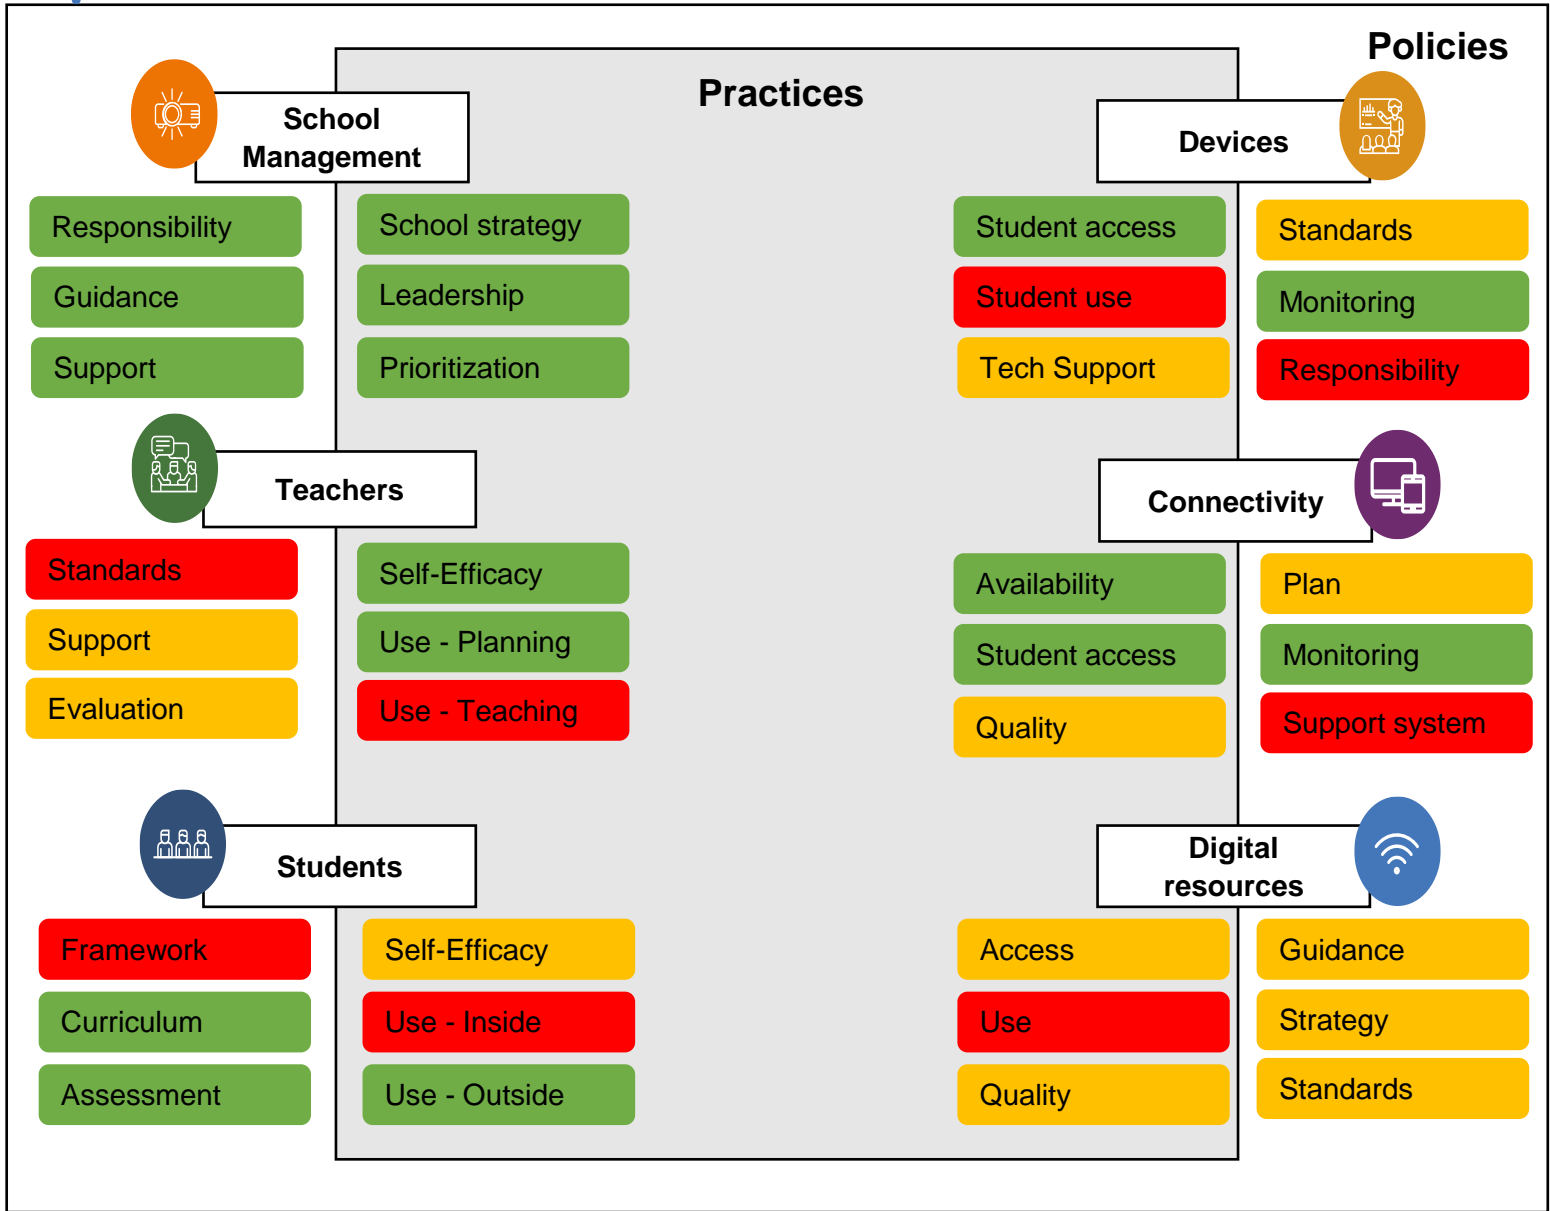 Policies
Practices
School
Management
Responsibility
Guidance
Support
School strategy
Leadership
Prioritization
Devices
Student access
Student use
Tech Support
Standards
Monitoring
Responsibility
Teachers
Standards
Support
Evaluation
Self-Efficacy
Use - Planning
Use - Teaching
Connectivity
Availability
Student access
Quality
Plan
Monitoring
Support system
Students
Framework
Curriculum
Assessment
Self-Efficacy
Use - Inside
Use - Outside
Digital
resources
Access
Use
Quality
Guidance
Strategy
Standards